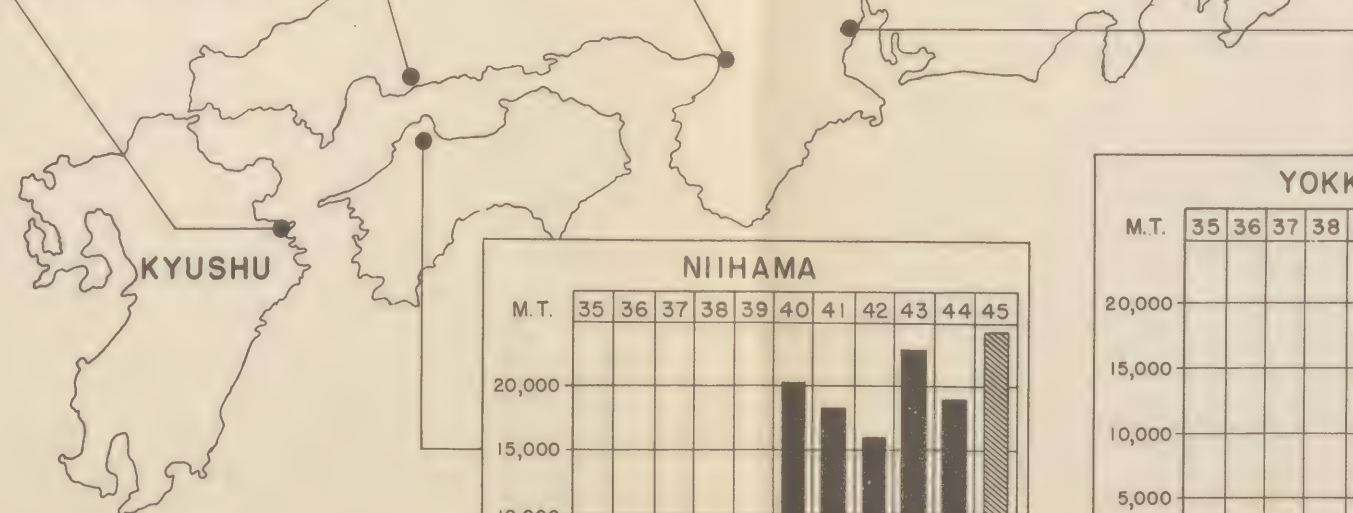 KYUSHU
NIIHAMA
M.T. 35 36 37 38 39 40 41 42 43 44 45
20,000
15,000
YOKK
M.T. 35 36 37 38
20,000
15,000
10,000
5,000